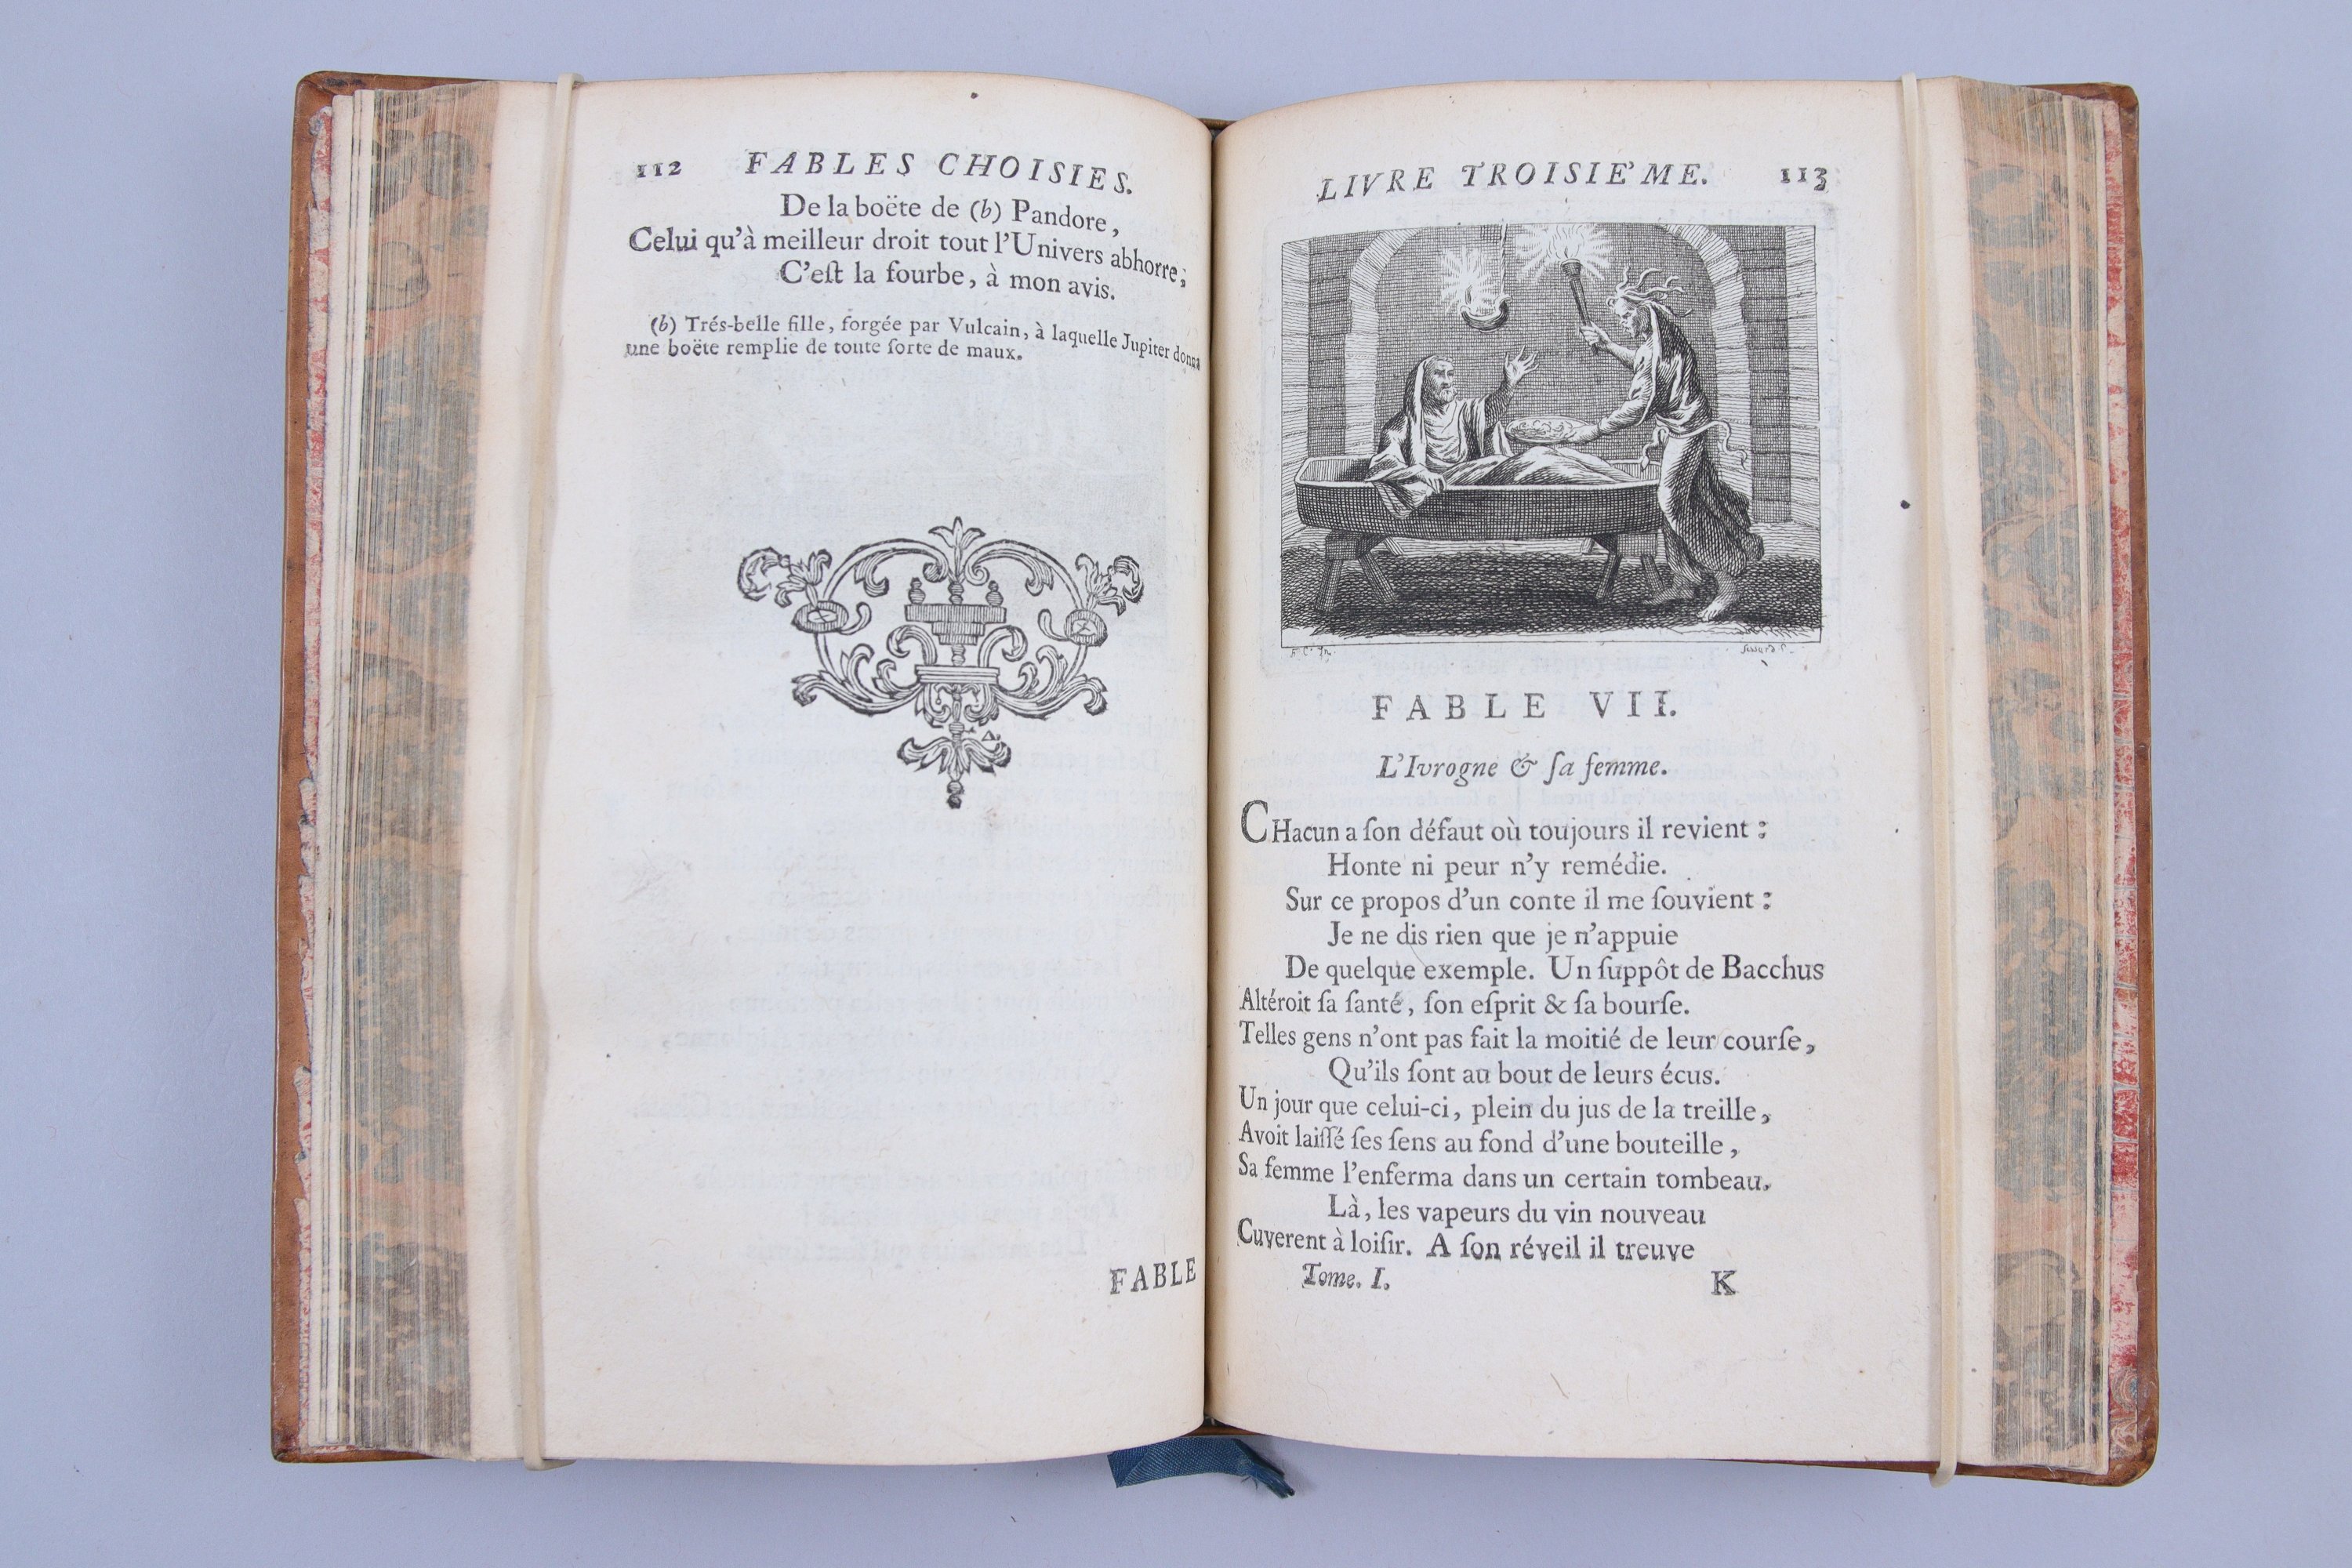 112 FABLES CHOISIES.
De la boëte de (b) Pandore,
Celui qu'à meilleur droit tout l'Univers abhorre;
C'eſt la fourbe, à mon avis.
(b) Trés-belle fille, forgée par Vulcain, à laquelle Jupiter donna
une boëte remplie de toute ſorte de maux.
FABLE
LIVRE TROISIE'ME. 113
FABLE VII.
L'Ivrogne & ſa femme.
CHacun a ſon défaut où toujours il revient :
Honte ni peur n'y remédie.
Sur ce propos d'un conte il me ſouvient :
Je ne dis rien que je n'appuie
De quelque exemple. Un ſuppôt de Bacchus
Altéroit ſa ſanté, ſon eſprit & ſa bourſe.
Telles gens n'ont pas fait la moitié de leur courſe,
Qu'ils ſont au bout de leurs écus.
Un jour que celui-ci, plein du jus de la treille,
Avoit laiſſé ſes ſens au fond d'une bouteille,
Sa femme l'enferma dans un certain tombeau.
Là, les vapeurs du vin nouveau
Cuverent à loiſir. A ſon réveil il treuve
Tome. I. K